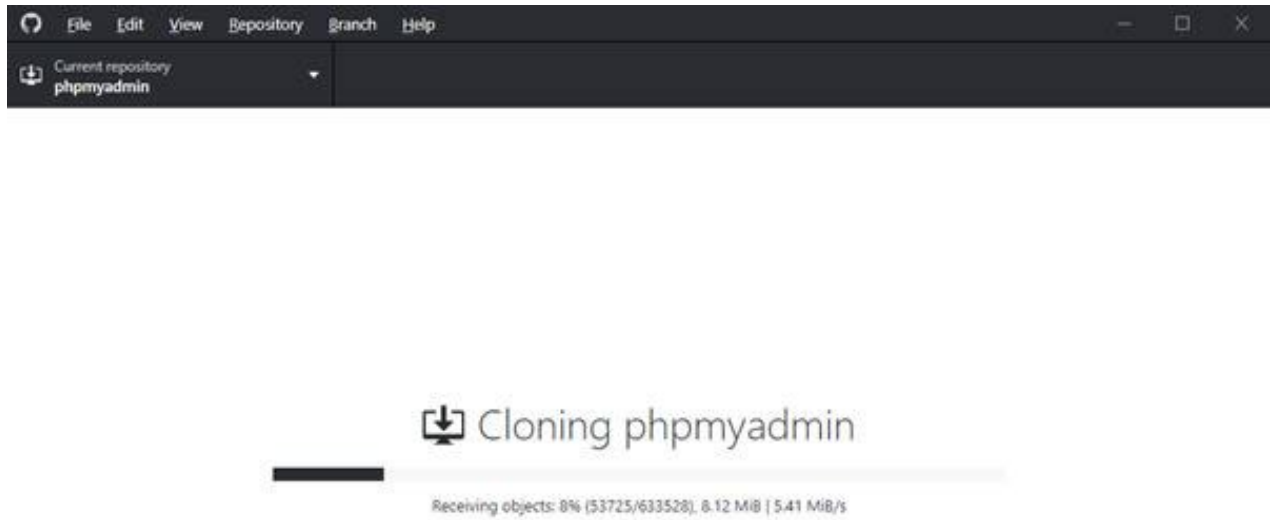 File Edit View Repository Branch Help
Current repository
phpmyadmin
Cloning phpmyadmin
Receiving objects: 8% (53725/633528), 8.12 MiB | 5.41 MiB/s